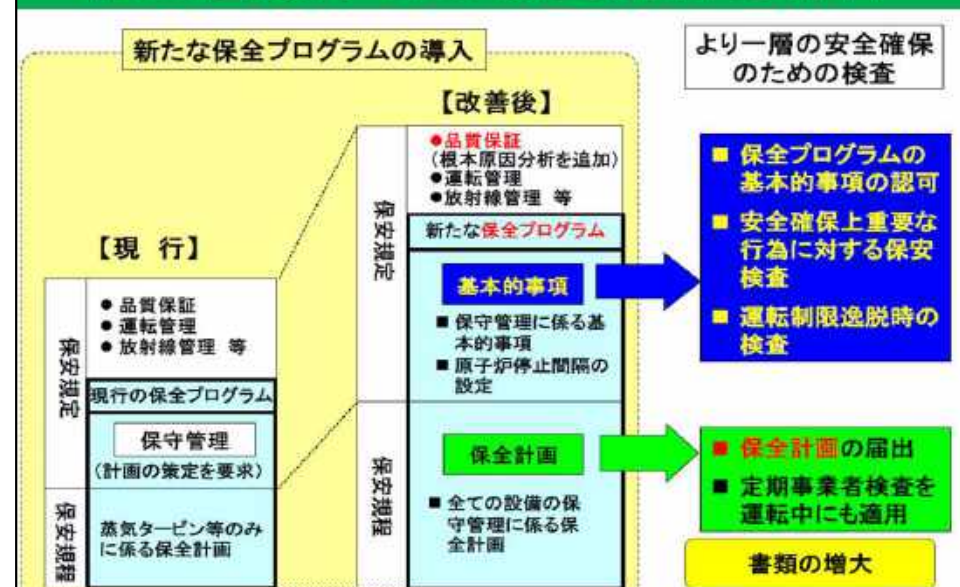 新たな保全プログラムの導入
より一層の安全確保
のための検査
【現 行】
保安規定
● 品質保証
● 運転管理
● 放射線管理 等
現行の保全プログラム
保守管理
(計画の策定を要求)
保安規程
蒸気タービン等のみ
に係る保全計画
【改善後】
保安規定
●品質保証
(根本原因分析を追加)
●運転管理
●放射線管理 等
新たな保全プログラム
基本的事項
■ 保守管理に係る基
本的事項
■ 原子炉停止間隔の
設定
保安規程
保全計画
■ 全ての設備の保
守管理に係る保
全計画
■ 保全プログラムの
基本的事項の認可
■ 安全確保上重要な
行為に対する保安
検査
■ 運転制限逸脱時の
検査
■ 保全計画の届出
■ 定期事業者検査を
運転中にも適用
書類の増大